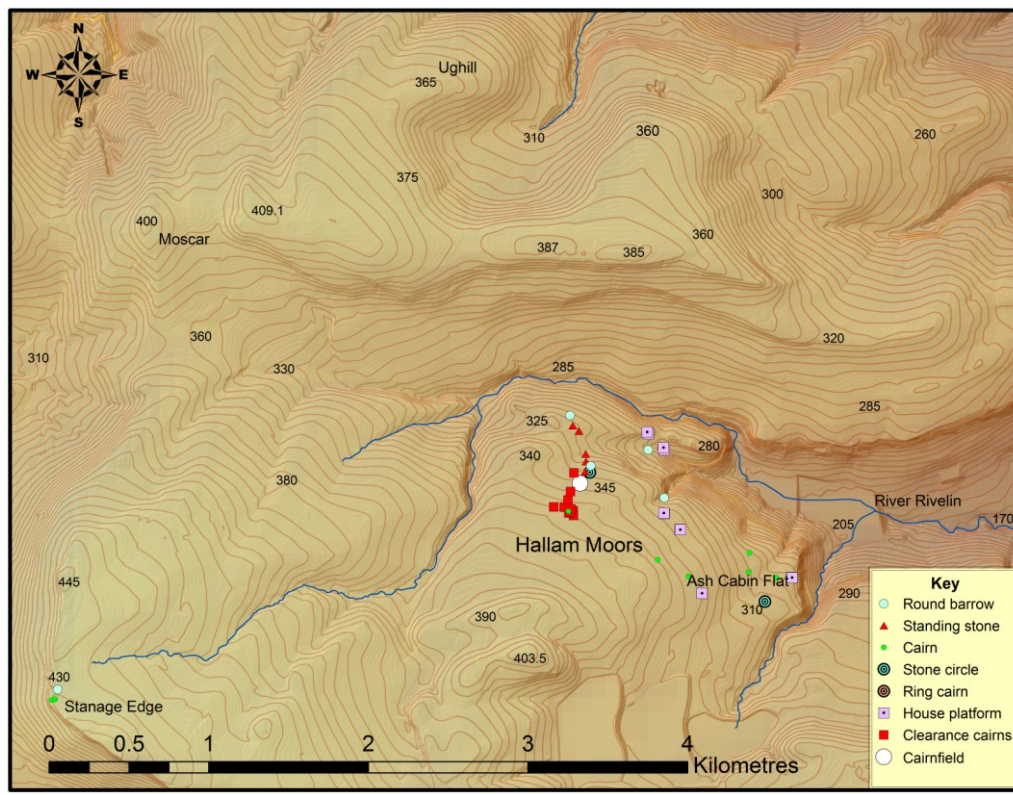 N
W E
S
Ughill
365
310
360
260
375
300
400
409.1
Moscar
387
385
360
310
360
330
320
285
285
325
340
280
380
345
River Rivelin
205
170
Hallam Moors
445
Ash Cabin Flat
310
290
390
403.5
430
Stanage Edge
0 0.5 1 2 3 4
Kilometres
Key
Round barrow
Standing stone
Cairn
Stone circle
Ring cairn
House platform
Clearance cairns
Cairnfield